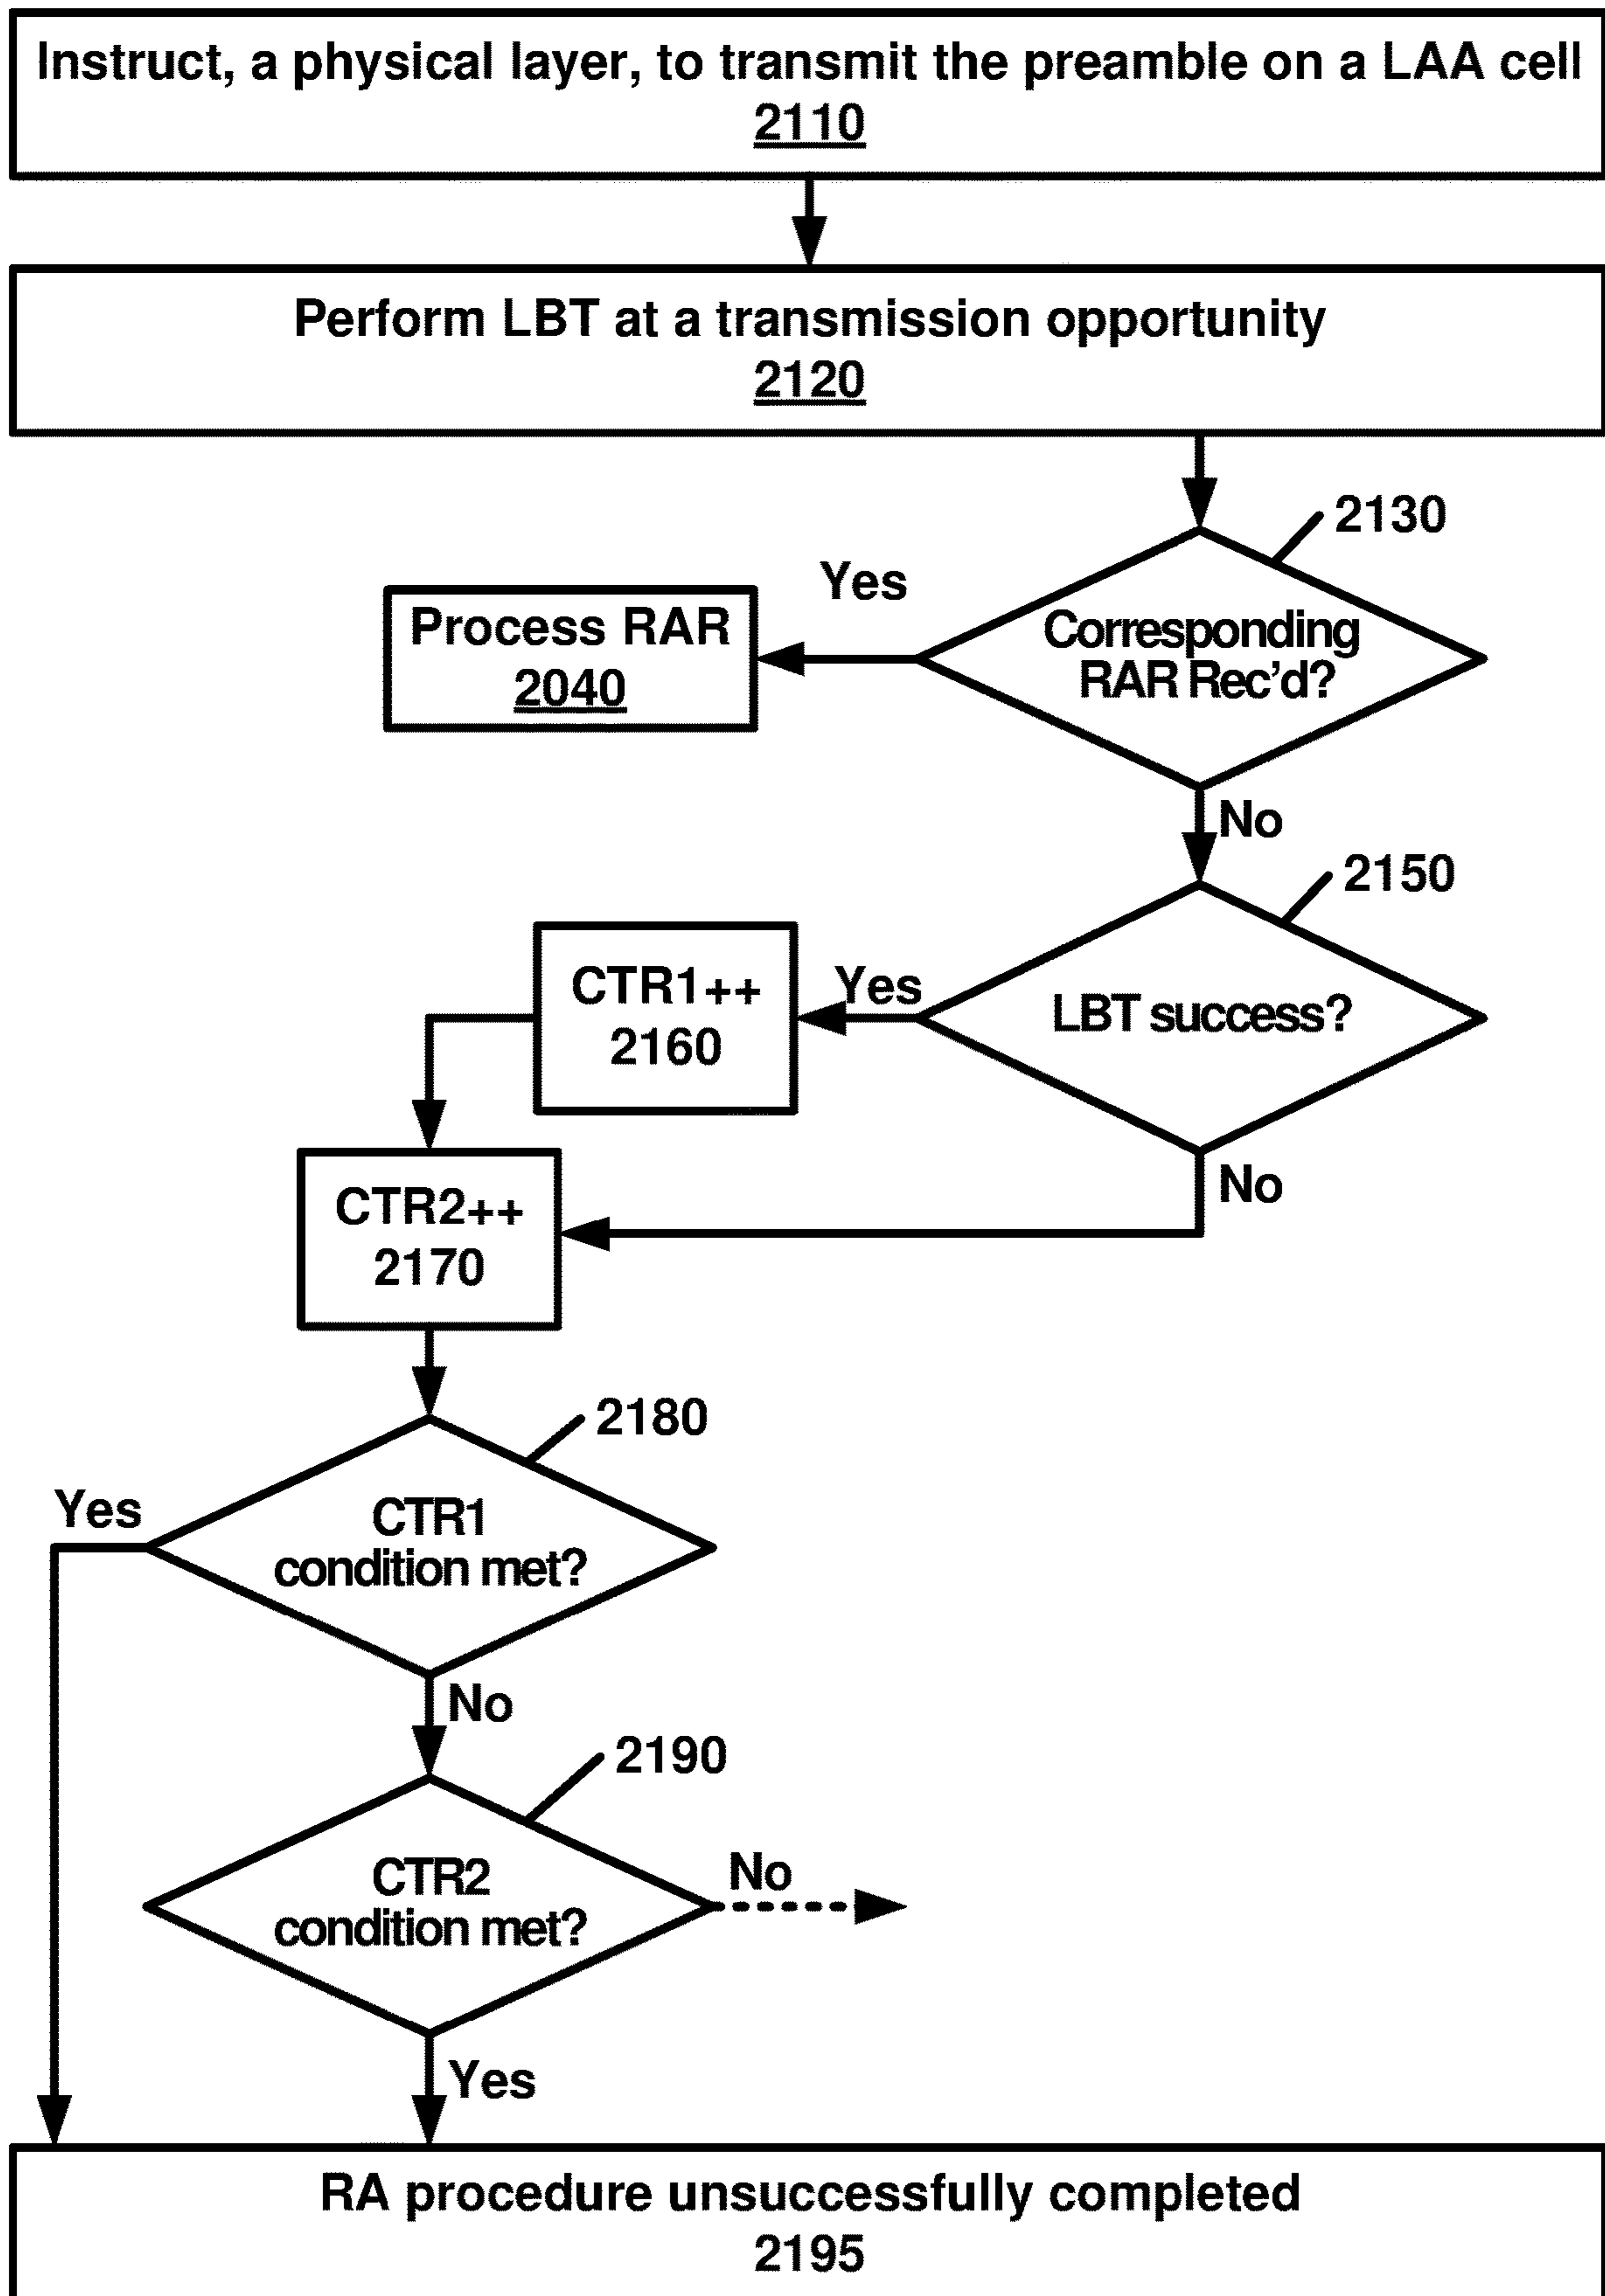 Instruct, a physical layer, to transmit the preamble on a LAA cell
2110
Perform LBT at a transmission opportunity
2120
2130
Yes
Corresponding
RAR Rec'd?
Process RAR
2040
No
2150
CTR1++
2160
Yes
LBT success?
No
CTR2++
2170
2180
Yes
CTR1
condition met?
No
2190
CTR2
condition met?
No
Yes
RA procedure unsuccessfully completed
2195